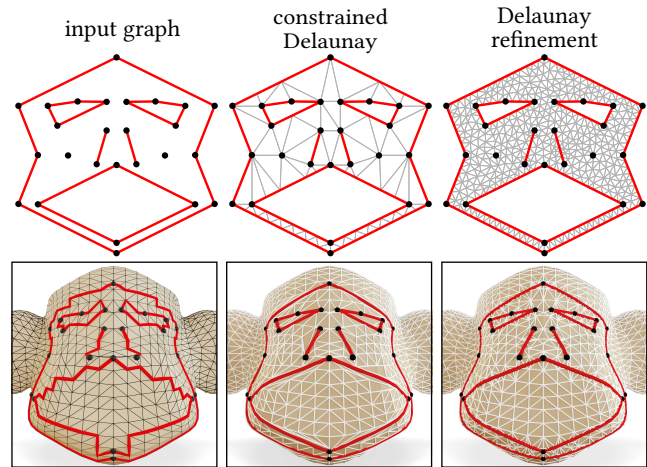 input graph
constrained
Delaunay
Delaunay
refinement